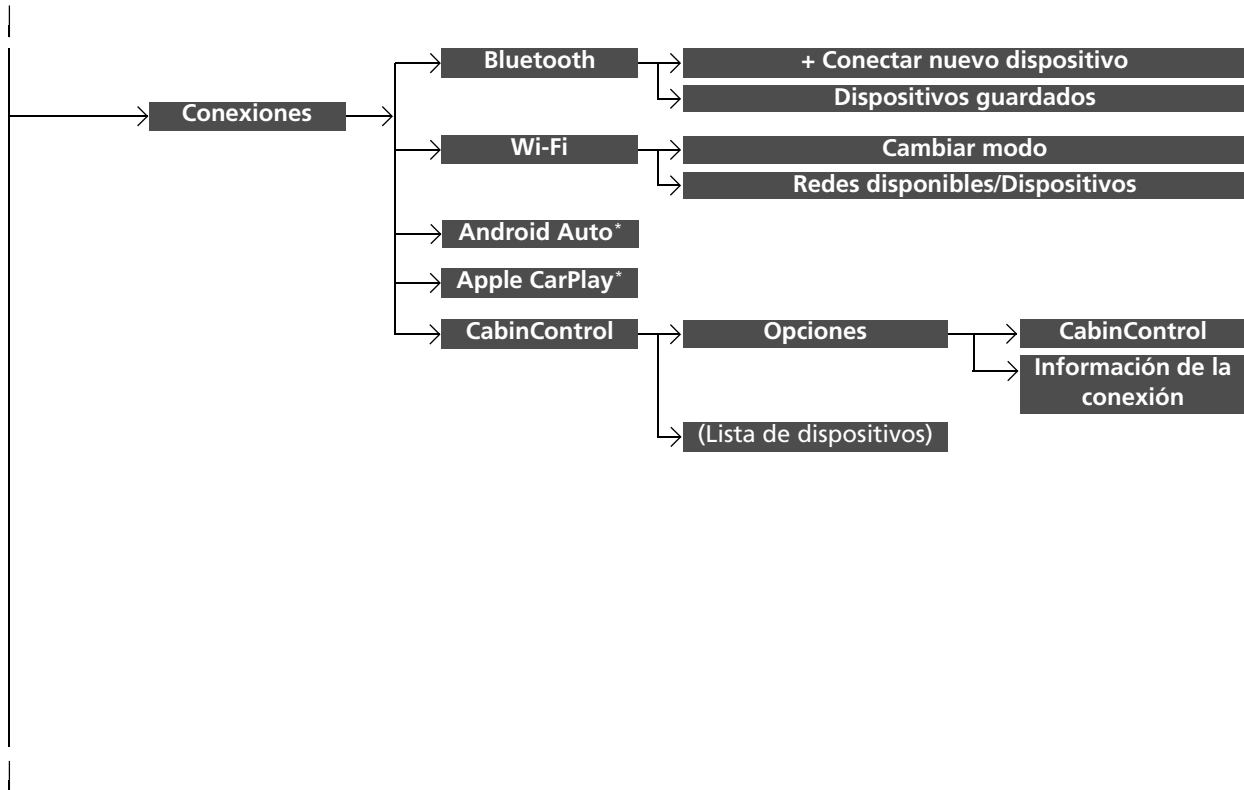 Bluetooth
+ Conectar nuevo dispositivo
Dispositivos guardados
Conexiones
Wi-Fi
Cambiar modo
Redes disponibles/Dispositivos
Android Auto*
Apple CarPlay*
CabinControl
Opciones
CabinControl
Información de la
conexión
(Lista de dispositivos)